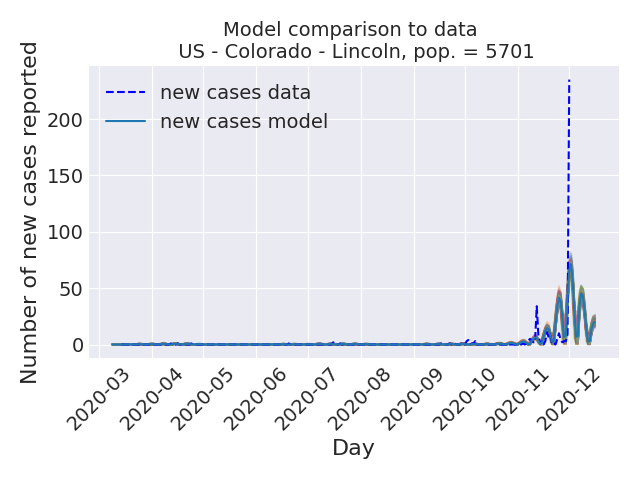 Model comparison to data
US - Colorado - Lincoln, pop. = 5701
Number of new cases reported
new cases data
new cases model
200
150
100
50
0
2020-03
2020-04
2020-05
2020-06
2020-07
2020-08
2020-09
2020-10
2020-11
2020-12
Day